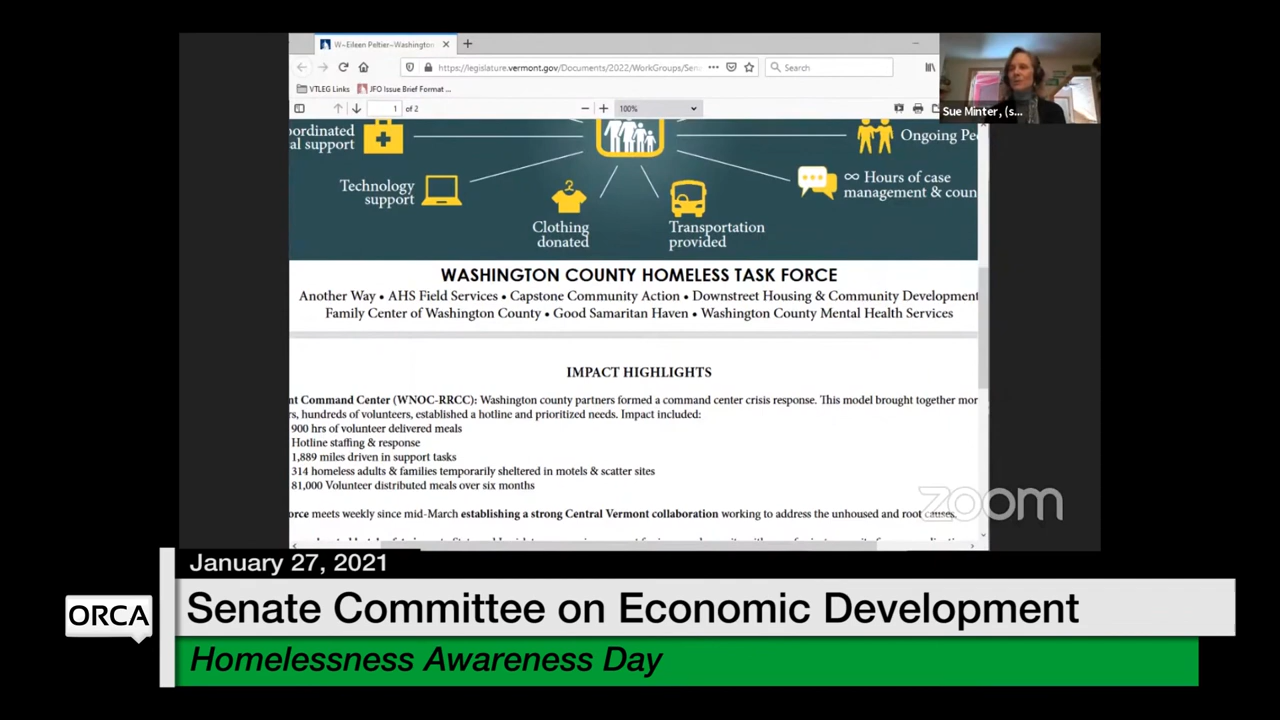 W~Eileen Peltier~Washington
https://legislature.vermont.gov/Documents/2022/WorkGroups/Sen
Search
VTLEG Links
JFO Issue Brief Format ...
1 of 2
100%
Sue Minter, (s...
oordinated
al support
Ongoing Pe
Technology
support
∞ Hours of case
management & coun
Clothing
donated
Transportation
provided
WASHINGTON COUNTY HOMELESS TASK FORCE
Another Way • AHS Field Services • Capstone Community Action • Downstreet Housing & Community Development
Family Center of Washington County • Good Samaritan Haven • Washington County Mental Health Services
IMPACT HIGHLIGHTS
nt Command Center (WNOC-RRCC): Washington county partners formed a command center crisis response. This model brought together mor
rs, hundreds of volunteers, established a hotline and prioritized needs. Impact included:
900 hrs of volunteer delivered meals
Hotline staffing & response
1,889 miles driven in support tasks
314 homeless adults & families temporarily sheltered in motels & scatter sites
81,000 Volunteer distributed meals over six months
orce meets weekly since mid-March establishing a strong Central Vermont collaboration working to address the unhoused and root causes.
zoom
January 27, 2021
ORCA
Senate Committee on Economic Development
Homelessness Awareness Day